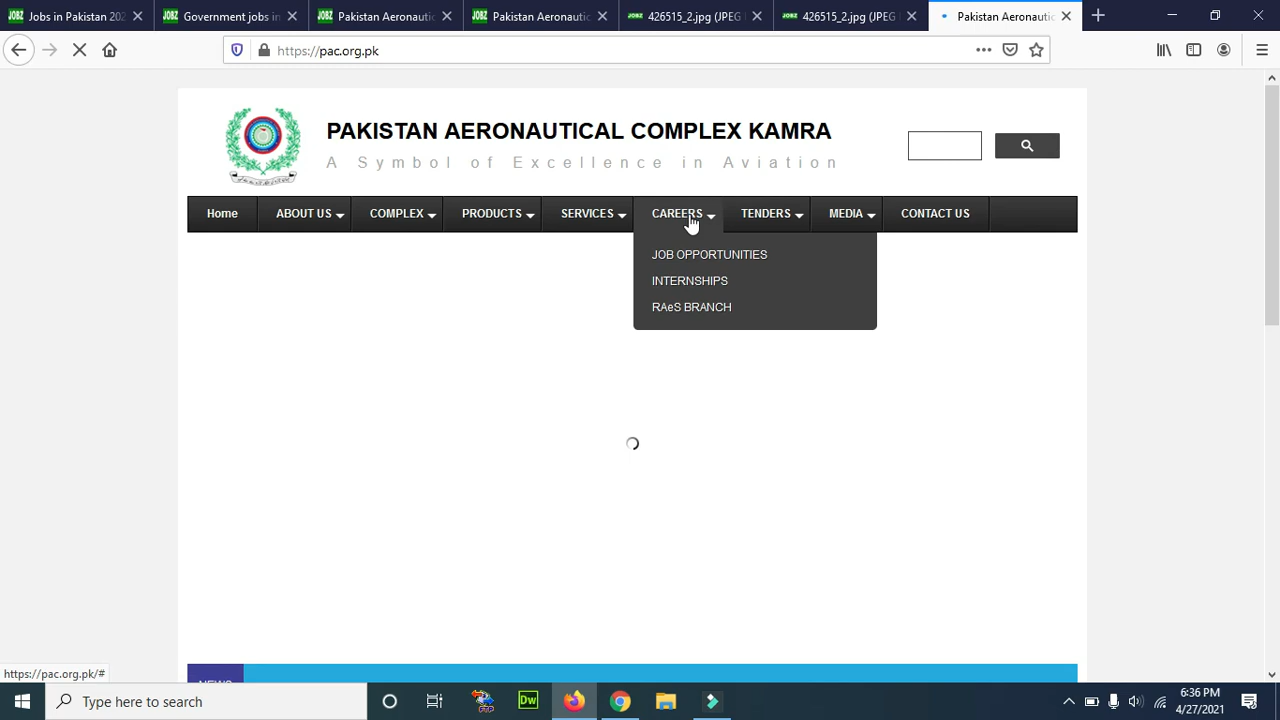 Jobs in Pakistan 202
Government jobs in
Pakistan Aeronautic
Pakistan Aeronautic
426515_2.jpg (JPEG I
426515_2.jpg (JPEG I
Pakistan Aeronautic
https://pac.org.pk
PAKISTAN AERONAUTICAL COMPLEX KAMRA
A Symbol of Excellence in Aviation
Home ABOUT US COMPLEX PRODUCTS SERVICES CAREERS TENDERS MEDIA CONTACT US
JOB OPPORTUNITIES
INTERNSHIPS
RAeS BRANCH
https://pac.org.pk/#
NEWS
Type here to search
Dw
6:36 PM
4/27/2021